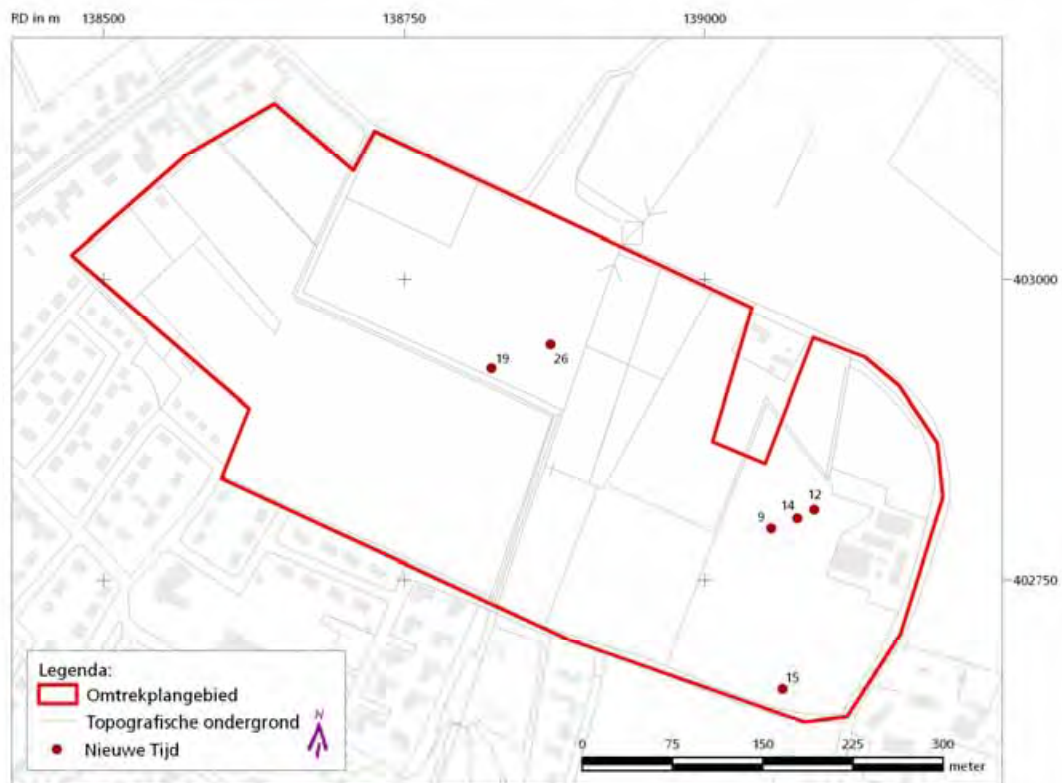 RD in m 138500 138750 139000
403000
19 26
12
14
9
402750
15
Legenda:
Omtrekplangebied
Topografische ondergrond
Nieuwe Tijd
N
0 75 150 225 300
meter